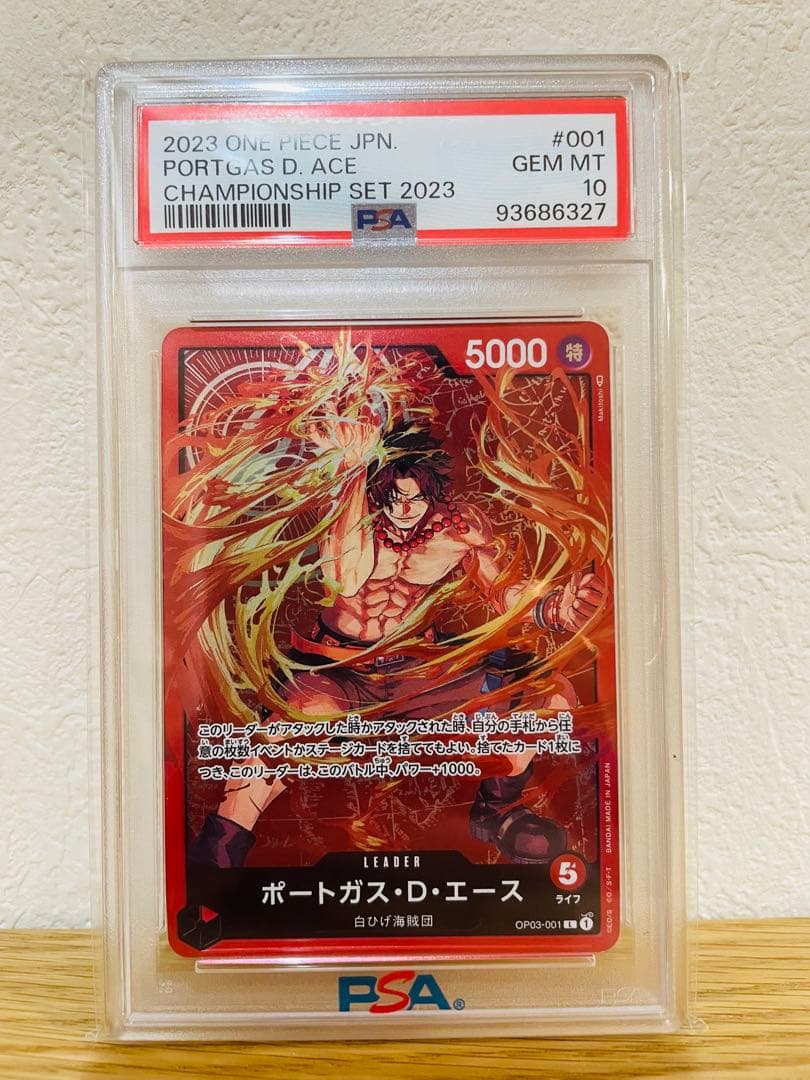 2023 ONE PIECE JPN. #001
PORTGAS D. ACE GEM MT
CHAMPIONSHIP SET 2023 10
PSA 93686327
5000 特
Makitoshi
このリーダーがアタックした時かアタックされた時、自分の手札から任
意の枚数イベントかステージカードを捨ててもよい。捨てたカード1枚に
つき、このリーダーは、このバトル中、パワー+1000。
LEADER
ポートガス・D・エース
白ひげ海賊団
5
ライフ
OP03-001 L 1
©E.O/S ©O/S・F・T BANDAI MADE IN JAPAN
PSA®